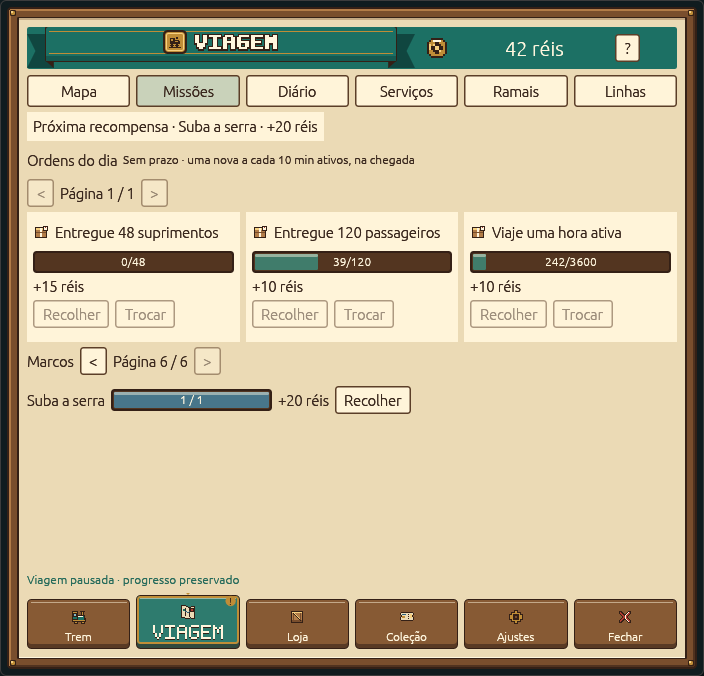 VIAGEM
42 réis
?
Mapa
Missões
Diário
Serviços
Ramais
Linhas
Próxima recompensa · Suba a serra · +20 réis
Ordens do dia Sem prazo · uma nova a cada 10 min ativos, na chegada
< Página 1 / 1 >
Entregue 48 suprimentos
0/48
+15 réis
Recolher Trocar
Entregue 120 passageiros
39/120
+10 réis
Recolher Trocar
Viaje uma hora ativa
242/3600
+10 réis
Recolher Trocar
Marcos < Página 6 / 6 >
Suba a serra 1 / 1 +20 réis Recolher
Viagem pausada · progresso preservado
Trem
!
VIAGEM
Loja
Coleção
Ajustes
Fechar